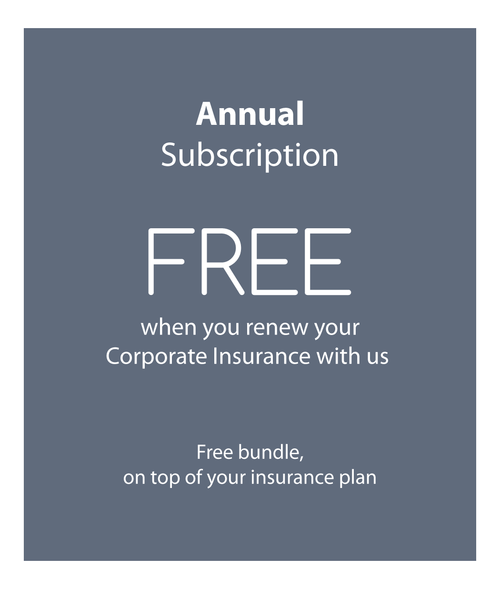 Annual
Subscription
FREE
when you renew your
Corporate Insurance with us
Free bundle,
on top of your insurance plan